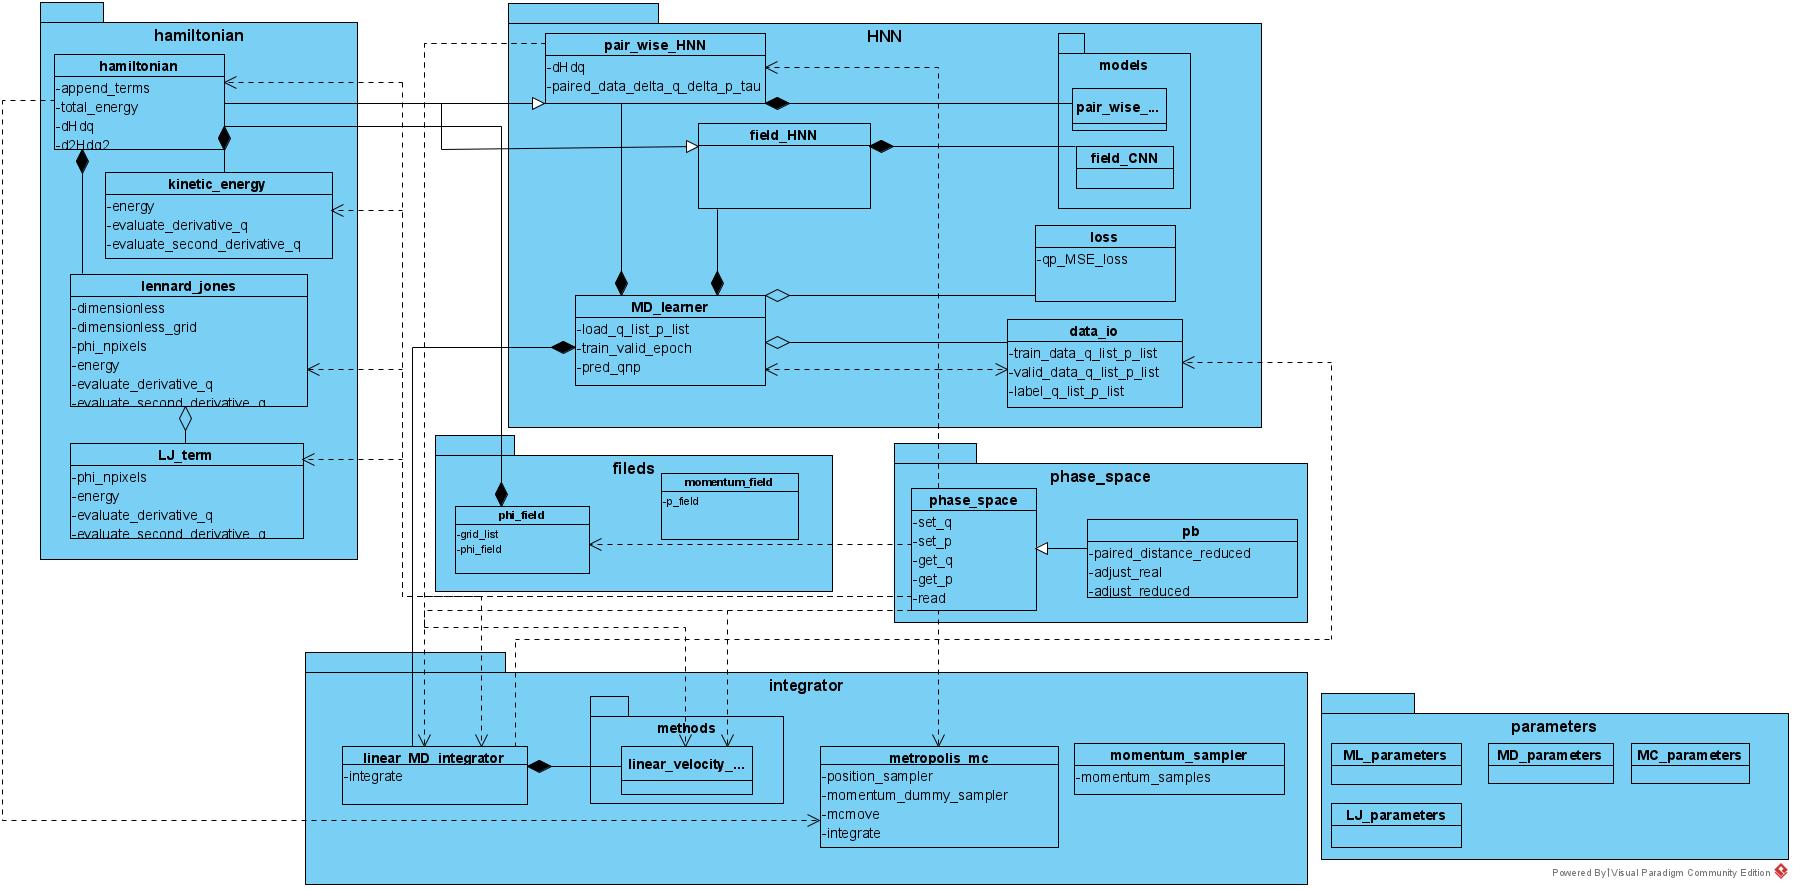 hamiltonian
hamiltonian
-append_terms
-total_energy
-dHdq
-d2Hdq2
kinetic_energy
-energy
-evaluate_derivative_q
-evaluate_second_derivative_q
lennard_jones
-dimensionless
-dimensionless_grid
-phi_npixels
-energy
-evaluate_derivative_q
-evaluate_second_derivative_q
LJ_term
-phi_npixels
-energy
-evaluate_derivative_q
-evaluate_second_derivative_q
HNN
pair_wise_HNN
-dHdq
-paired_data_delta_q_delta_p_tau
field_HNN
models
pair_wise_...
field_CNN
loss
-qp_MSE_loss
MD_learner
-load_q_list_p_list
-train_valid_epoch
-pred_qnp
data_io
-train_data_q_list_p_list
-valid_data_q_list_p_list
-label_q_list_p_list
fileds
momentum_field
-p_field
phi_field
-grid_list
-phi_field
phase_space
phase_space
-set_q
-set_p
-get_q
-get_p
-read
pb
-paired_distance_reduced
-adjust_real
-adjust_reduced
integrator
linear_MD_integrator
-integrate
methods
linear_velocity_...
metropolis_mc
-position_sampler
-momentum_dummy_sampler
-mcmove
-integrate
momentum_sampler
-momentum_samples
parameters
ML_parameters
MD_parameters
MC_parameters
LJ_parameters
Powered By Visual Paradigm Community Edition